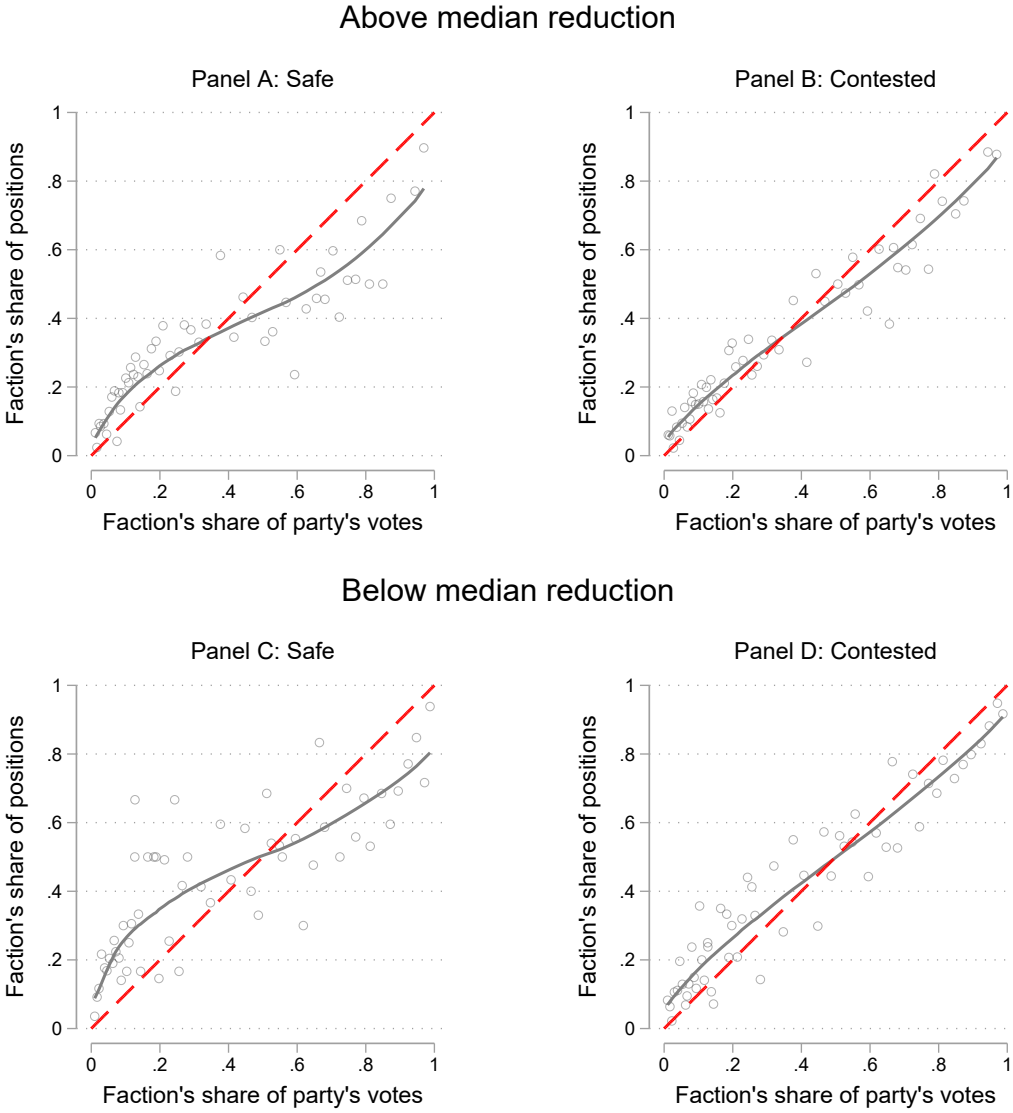 Above median reduction
Panel A: Safe
Faction's share of positions
1
.8
.6
.4
.2
0
0 .2 .4 .6 .8 1
Faction's share of party's votes
Panel B: Contested
Faction's share of positions
1
.8
.6
.4
.2
0
0 .2 .4 .6 .8 1
Faction's share of party's votes
Below median reduction
Panel C: Safe
Faction's share of positions
1
.8
.6
.4
.2
0
0 .2 .4 .6 .8 1
Faction's share of party's votes
Panel D: Contested
Faction's share of positions
1
.8
.6
.4
.2
0
0 .2 .4 .6 .8 1
Faction's share of party's votes